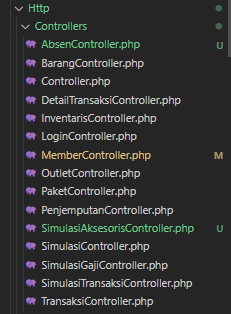 Http
Controllers
AbsenController.php U
BarangController.php
Controller.php
DetailTransaksiController.php
InventarisController.php
LoginController.php
MemberController.php M
OutletController.php
PaketController.php
PenjemputanController.php
SimulasiAksesorisController.php U
SimulasiController.php
SimulasiGajiController.php
SimulasiTransaksiController.php
TransaksiController.php